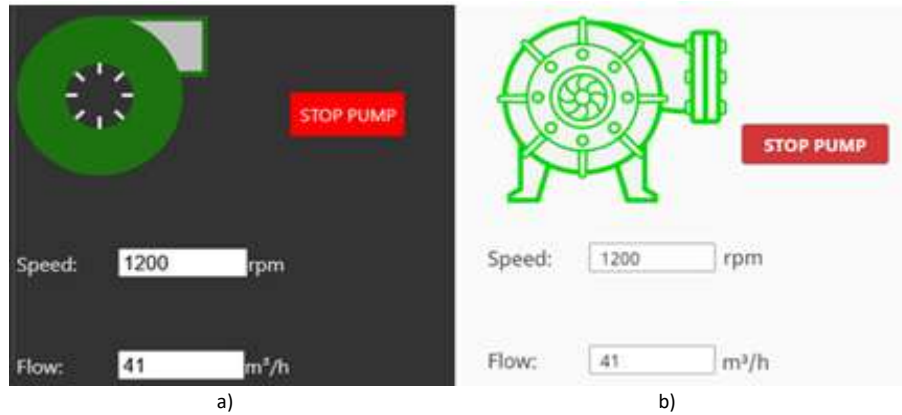 STOP PUMP
Speed: 1200 rpm
Flow: 41 m³/h
a)
STOP PUMP
Speed: 1200 rpm
Flow: 41 m³/h
b)